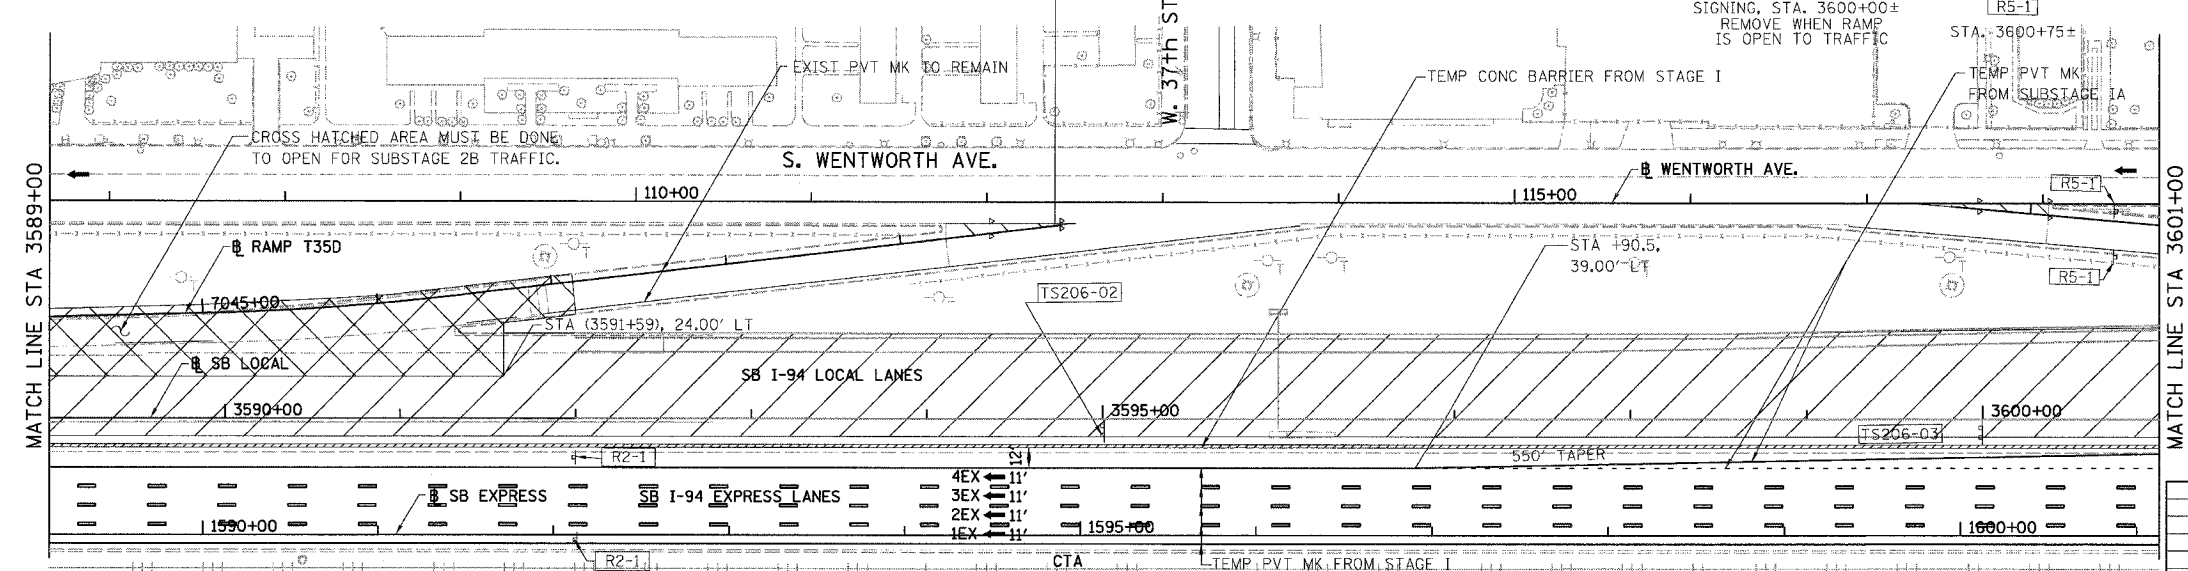 SIGNING, STA. 3600+00±
REMOVE WHEN RAMP
IS OPEN TO TRAFFIC
R5-1
STA. 3600+75±
W. 37th ST
EXIST PVT MK TO REMAIN
TEMP CONC BARRIER FROM STAGE I
TEMP PVT MK
FROM SUBSTAGE IA
CROSS HATCHED AREA MUST BE DONE
TO OPEN FOR SUBSTAGE 2B TRAFFIC.
S. WENTWORTH AVE.
℄ WENTWORTH AVE.
R5-1
110+00
115+00
MATCH LINE STA 3589+00
MATCH LINE STA 3601+00
℄ RAMP T35D
STA +90.5,
39.00' LT
R5-1
7045+00
TS206-02
STA (3591+59), 24.00' LT
℄ SB LOCAL
SB I-94 LOCAL LANES
3590+00
3595+00
3600+00
TS206-03
R2-1
12'
550' TAPER
4EX 11'
3EX 11'
2EX 11'
1EX 11'
℄ SB EXPRESS
SB I-94 EXPRESS LANES
1590+00
1595+00
1600+00
R2-1
CTA
TEMP PVT MK FROM STAGE I